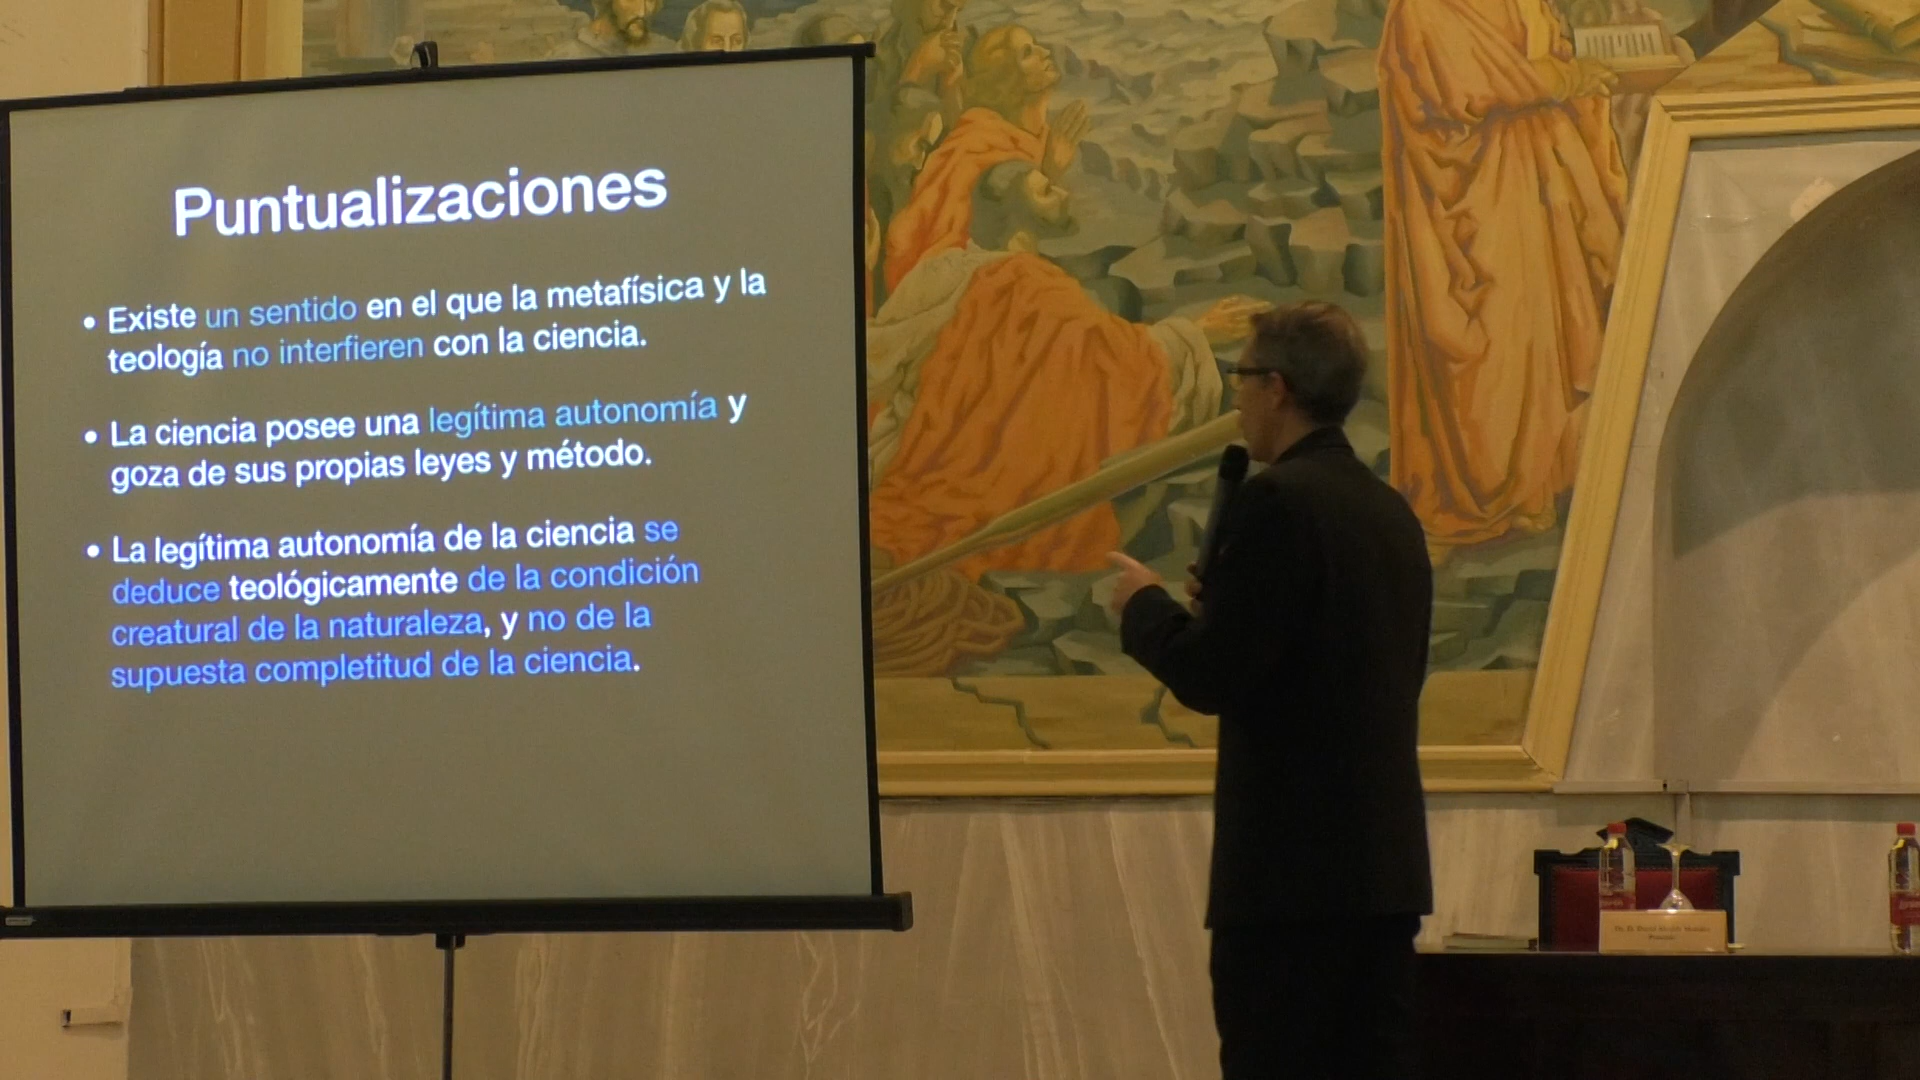 Puntualizaciones
• Existe un sentido en el que la metafísica y la
teología no interfieren con la ciencia.
• La ciencia posee una legítima autonomía y
goza de sus propias leyes y método.
• La legítima autonomía de la ciencia se
deduce teológicamente de la condición
creatural de la naturaleza, y no de la
supuesta completitud de la ciencia.